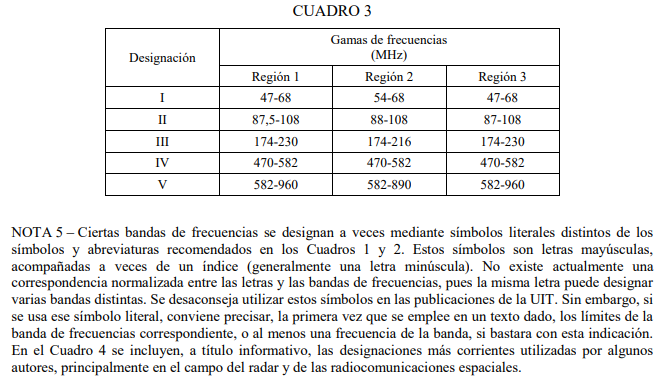 CUADRO 3
Gamas de frecuencias
(MHz)
Designación
Región 1 Región 2 Región 3
I 47-68 54-68 47-68
II 87,5-108 88-108 87-108
III 174-230 174-216 174-230
IV 470-582 470-582 470-582
V 582-960 582-890 582-960
NOTA 5 – Ciertas bandas de frecuencias se designan a veces mediante símbolos literales distintos de los
símbolos y abreviaturas recomendados en los Cuadros 1 y 2. Estos símbolos son letras mayúsculas,
acompañadas a veces de un índice (generalmente una letra minúscula). No existe actualmente una
correspondencia normalizada entre las letras y las bandas de frecuencias, pues la misma letra puede designar
varias bandas distintas. Se desaconseja utilizar estos símbolos en las publicaciones de la UIT. Sin embargo, si
se usa ese símbolo literal, conviene precisar, la primera vez que se emplee en un texto dado, los límites de la
banda de frecuencias correspondiente, o al menos una frecuencia de la banda, si bastara con esta indicación.
En el Cuadro 4 se incluyen, a título informativo, las designaciones más corrientes utilizadas por algunos
autores, principalmente en el campo del radar y de las radiocomunicaciones espaciales.